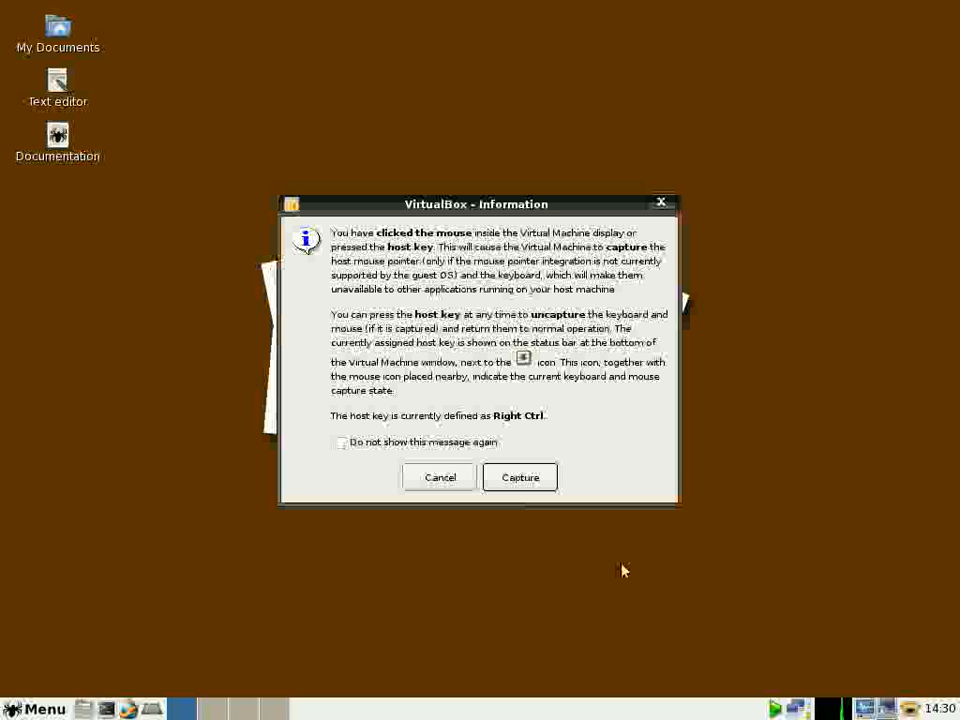 My Documents
Text editor
Documentation
VirtualBox - Information
You have clicked the mouse inside the Virtual Machine display or
pressed the host key. This will cause the Virtual Machine to capture the
host mouse pointer (only if the mouse pointer integration is not currently
supported by the guest OS) and the keyboard, which will make them
unavailable to other applications running on your host machine
You can press the host key at any time to uncapture the keyboard and
mouse (if it is captured) and return them to normal operation. The
currently assigned host key is shown on the status bar at the bottom of
the Virtual Machine window, next to the icon. This icon, together with
the mouse icon placed nearby, indicate the current keyboard and mouse
capture state.
The host key is currently defined as Right Ctrl.
Do not show this message again
Cancel
Capture
Menu
14:30